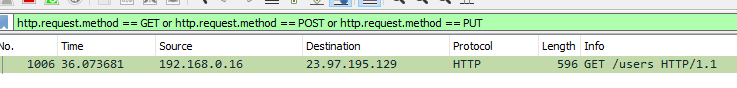 http.request.method == GET or http.request.method == POST or http.request.method == PUT
No. Time Source Destination Protocol Length Info
1006 36.073681 192.168.0.16 23.97.195.129 HTTP 596 GET /users HTTP/1.1